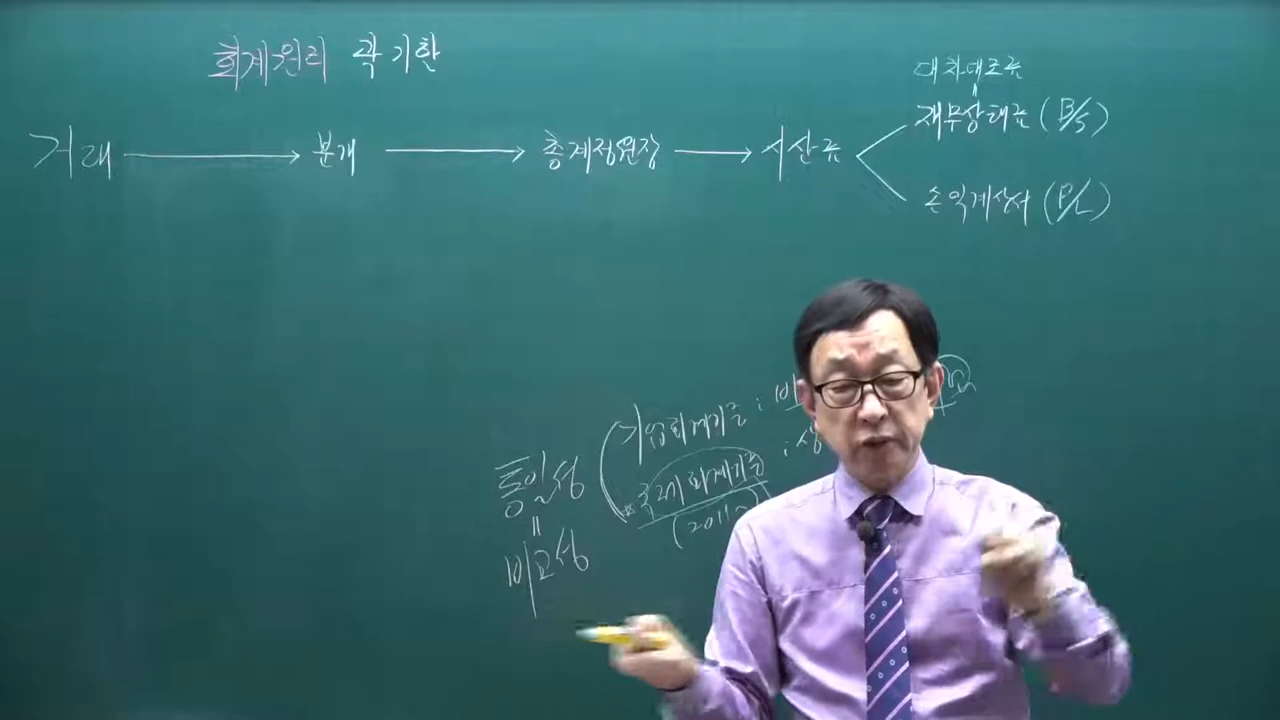 회계원리 곽기한
대차대조표
=
거래 → 분개 → 총계정원장 → 시산표
재무상태표 (B/S)
손익계산서 (P/L)
기업회계기준 : 비
통일성
* 국제회계기준 : 상
(2011~)
=
비교성